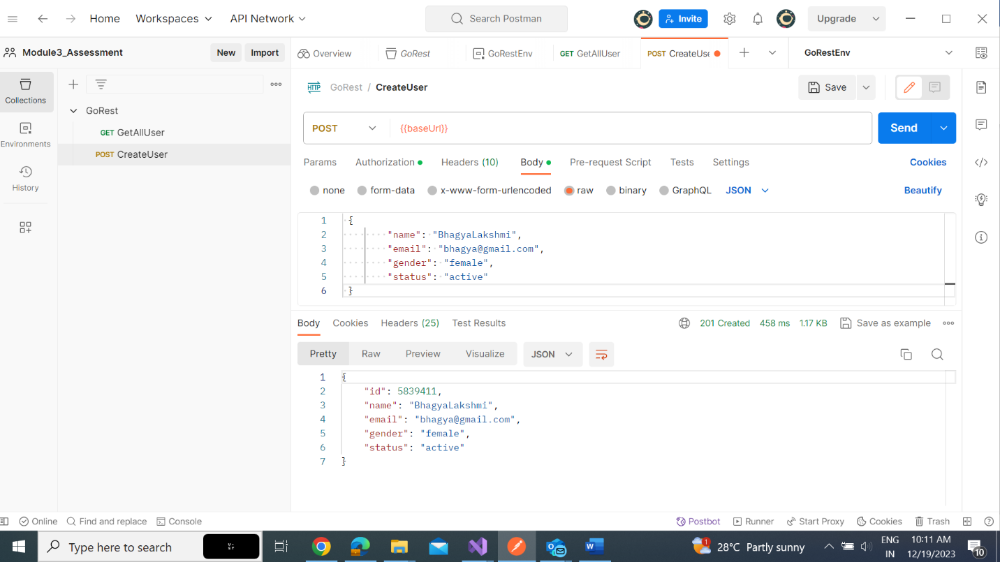 Home Workspaces API Network Search Postman Invite Upgrade
Module3_Assessment New Import Overview GoRest GoRestEnv GET GetAllUser POST CreateUse GoRestEnv
Collections
Environments
History
GoRest
GET GetAllUser
POST CreateUser
HTTP GoRest / CreateUser Save
POST {{baseUrl}} Send
Params Authorization Headers (10) Body Pre-request Script Tests Settings Cookies
none form-data x-www-form-urlencoded raw binary GraphQL JSON Beautify
1 {
2 "name": "BhagyaLakshmi",
3 "email": "bhagya@gmail.com",
4 "gender": "female",
5 "status": "active"
6 }
Body Cookies Headers (25) Test Results 201 Created 458 ms 1.17 KB Save as example
Pretty Raw Preview Visualize JSON
1 {
2 "id": 5839411,
3 "name": "BhagyaLakshmi",
4 "email": "bhagya@gmail.com",
5 "gender": "female",
6 "status": "active"
7 }
Online Find and replace Console Postbot Runner Start Proxy Cookies Trash
Type here to search 1 28°C Partly sunny ENG 10:11 AM
IN 12/19/2023 10